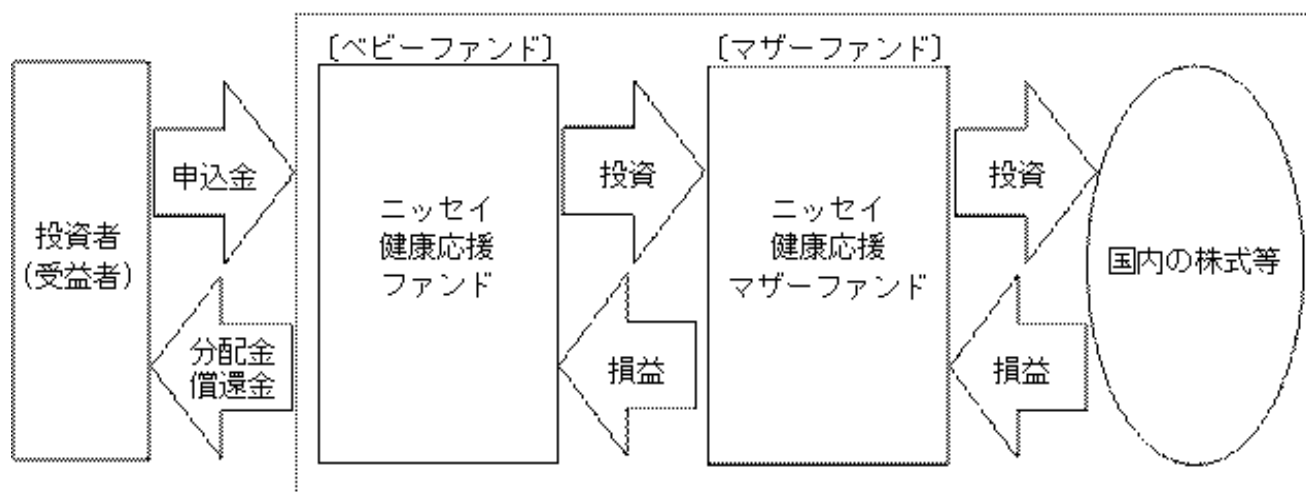 〔ベビーファンド〕
〔マザーファンド〕
投資者
(受益者)
申込金
分配金
償還金
ニッセイ
健康応援
ファンド
投資
損益
ニッセイ
健康応援
マザーファンド
投資
損益
国内の株式等